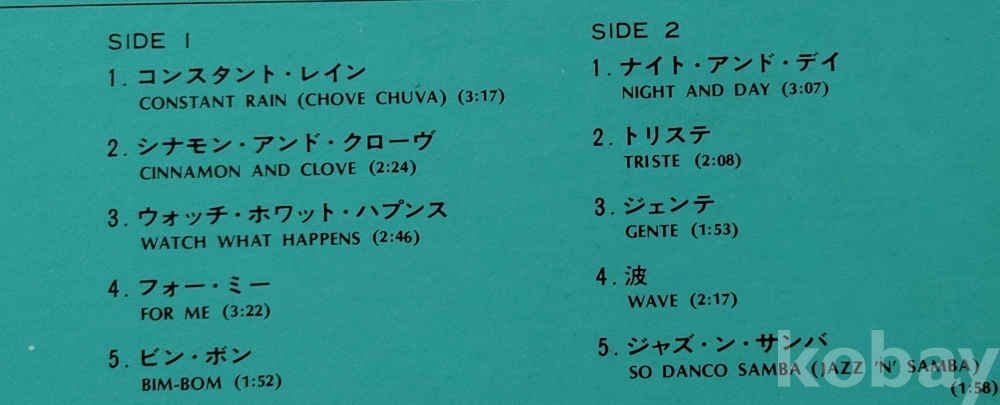 SIDE 1
1. コンスタント・レイン
CONSTANT RAIN (CHOVE CHUVA) (3:17)
2. シナモン・アンド・クローヴ
CINNAMON AND CLOVE (2:24)
3. ウォッチ・ホワット・ハプンス
WATCH WHAT HAPPENS (2:46)
4. フォー・ミー
FOR ME (3:22)
5. ビン・ボン
BIM-BOM (1:52)
SIDE 2
1. ナイト・アンド・デイ
NIGHT AND DAY (3:07)
2. トリステ
TRISTE (2:08)
3. ジェンテ
GENTE (1:53)
4. 波
WAVE (2:17)
5. ジャズ・ン・サンバ
SO DANCO SAMBA (JAZZ 'N' SAMBA)
(1:58)
kobay